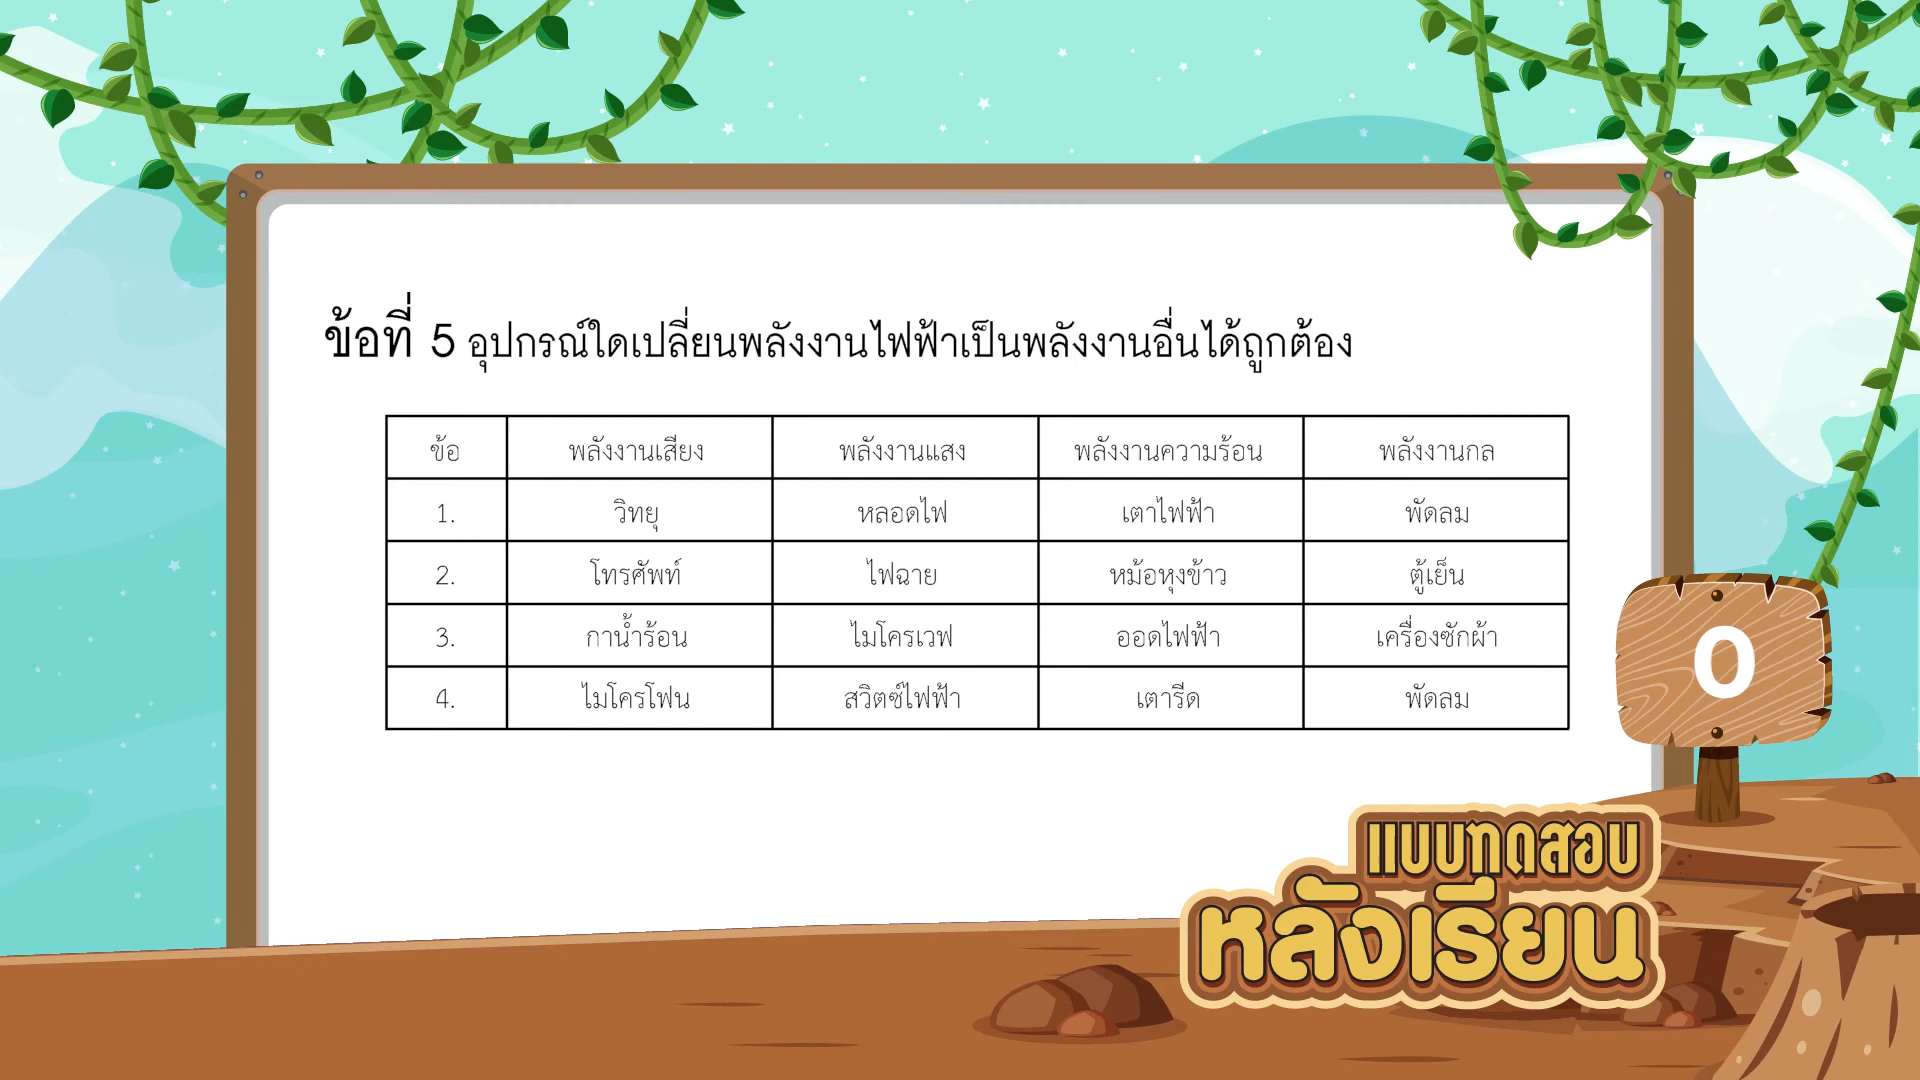 ข้อที่ 5 อุปกรณ์ใดเปลี่ยนพลังงานไฟฟ้าเป็นพลังงานอื่นได้ถูกต้อง
ข้อ พลังงานเสียง พลังงานแสง พลังงานความร้อน พลังงานกล
1. วิทยุ หลอดไฟ เตาไฟฟ้า พัดลม
2. โทรศัพท์ ไฟฉาย หม้อหุงข้าว ตู้เย็น
3. กาน้ำร้อน ไมโครเวฟ ออดไฟฟ้า เครื่องซักผ้า
4. ไมโครโฟน สวิตซ์ไฟฟ้า เตารีด พัดลม
0
แบบทดสอบ
หลังเรียน